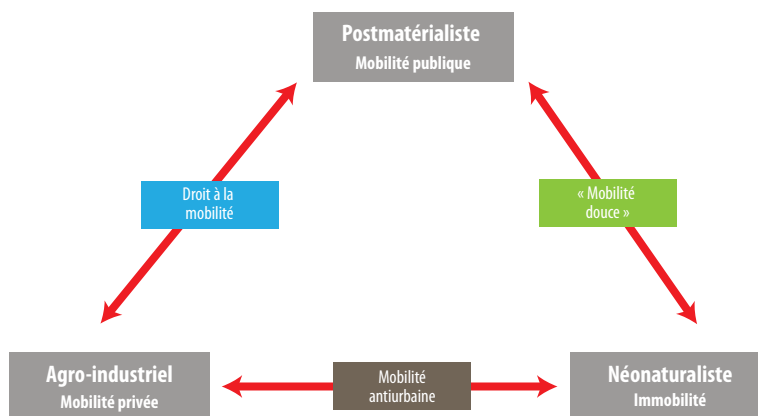 Postmatérialiste
Mobilité publique
Droit à la
mobilité
« Mobilité
douce »
Agro-industriel
Mobilité privée
Mobilité
antiurbaine
Néonaturaliste
Immobilité